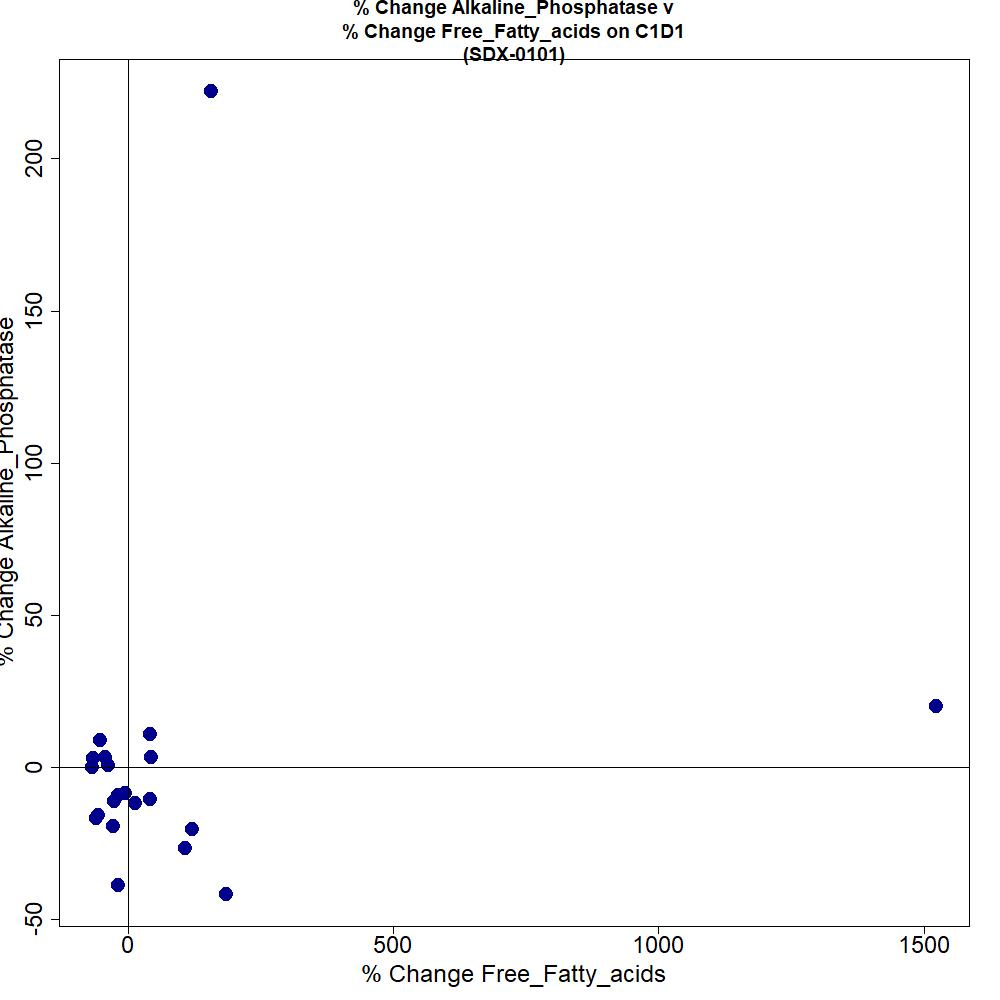 % Change Alkaline_Phosphatase v
% Change Free_Fatty_acids on C1D1
(SDX-0101)
% Change Alkaline_Phosphatase
200
150
100
50
0
-50
0
500
1000
1500
% Change Free_Fatty_acids